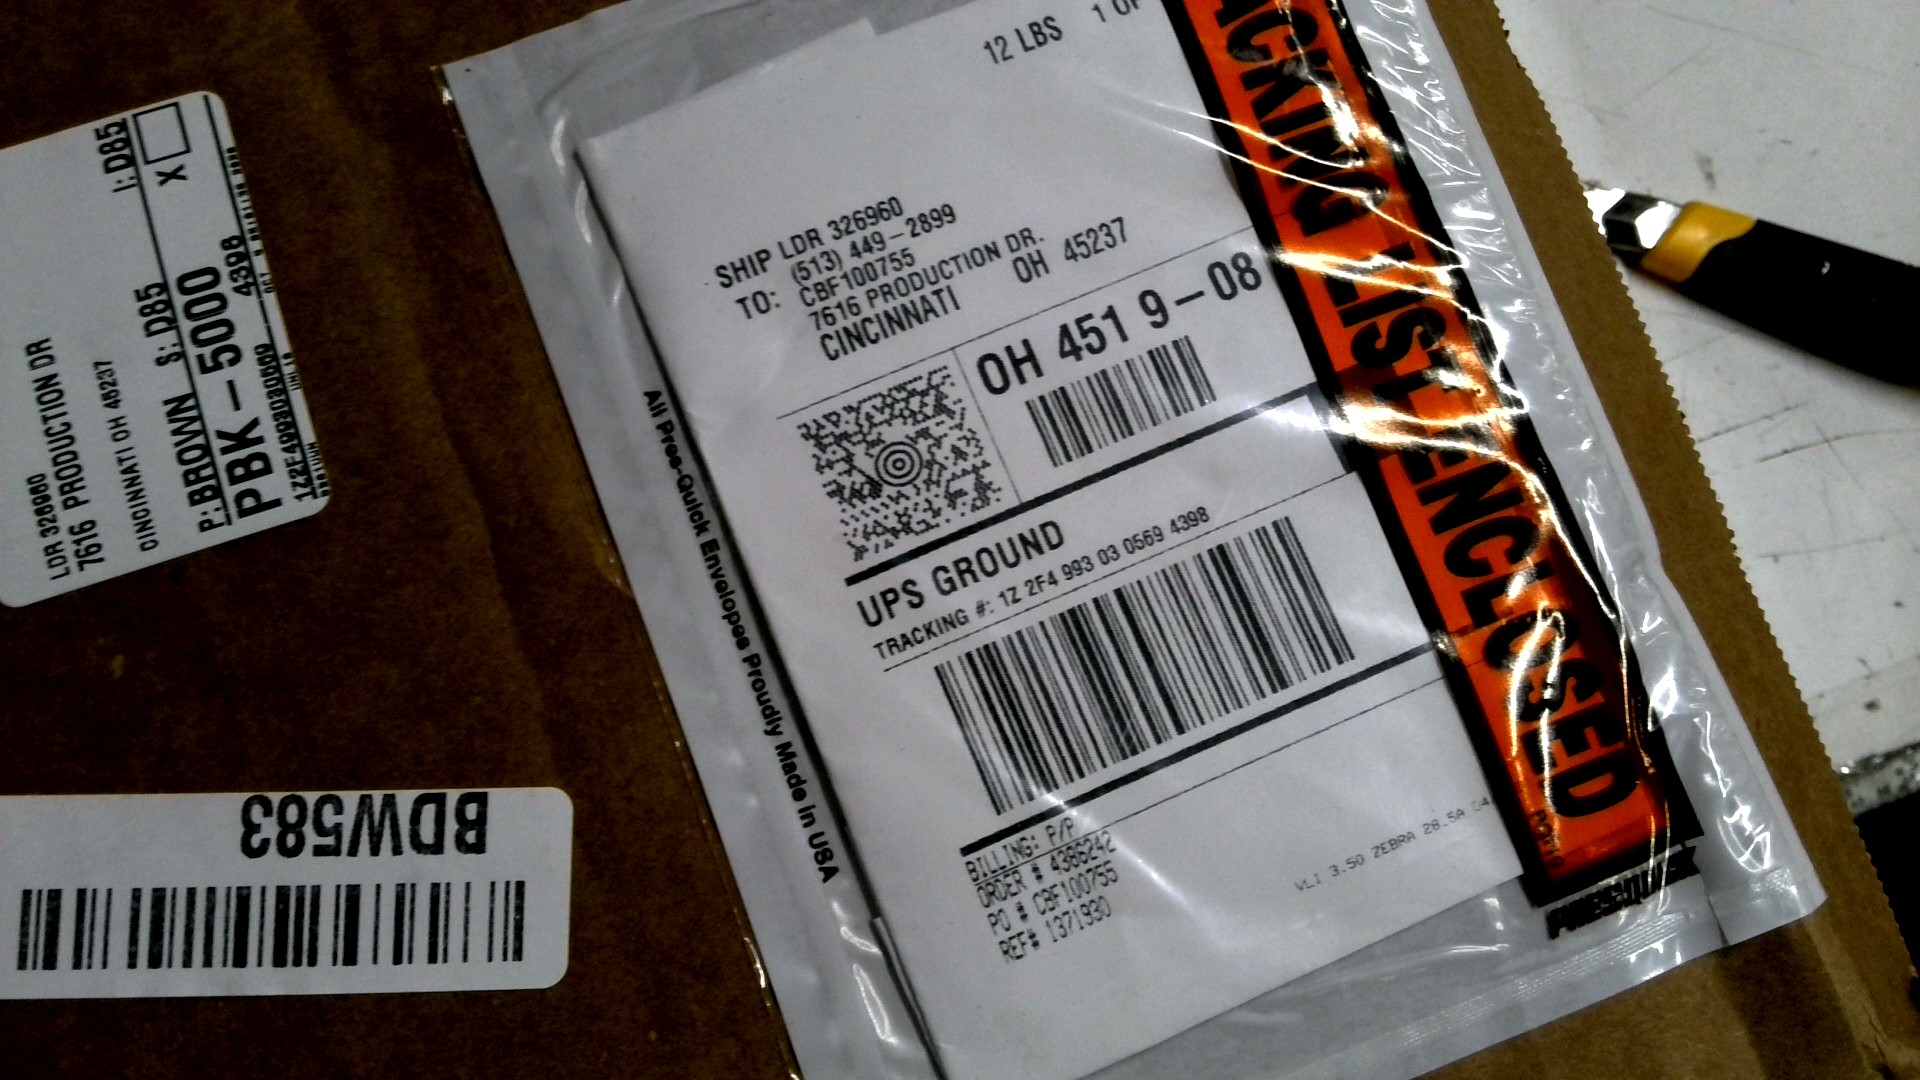 12 LBS
SHIP LDR 326960
TO: (513) 449-2899
CBF100755
7616 PRODUCTION DR.
CINCINNATI OH 45237
OH 451 9-08
UPS GROUND
TRACKING #: 1Z 2F4 993 03 0569 4398
BILLING: P/P
ORDER # 4386242
PO # CBF100755
REF# 1371930
ZEBRA
PACKING LIST ENCLOSED
All Press-Quick Envelopes Proudly Made in USA
LDR 326960
7616 PRODUCTION DR
CINCINNATI OH 45237
P: BROWN S: D85 I: D85
PBK-5000 4398 X
1Z2F4993030569
BDW583